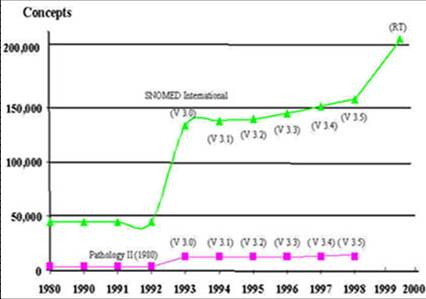 Concepts
(RT)
200,000
SNOMED International
150,000
(V 3.0)
(V 3.1)
(V 3.2)
(V 3.3)
(V 3.4)
(V 3.5)
100,000
50,000
Pathology II (1980)
(V 3.0)
(V 3.1)
(V 3.2)
(V 3.3)
(V 3.4)
(V 3.5)
0
1980 1990 1991 1992 1993 1994 1995 1996 1997 1998 1999 2000